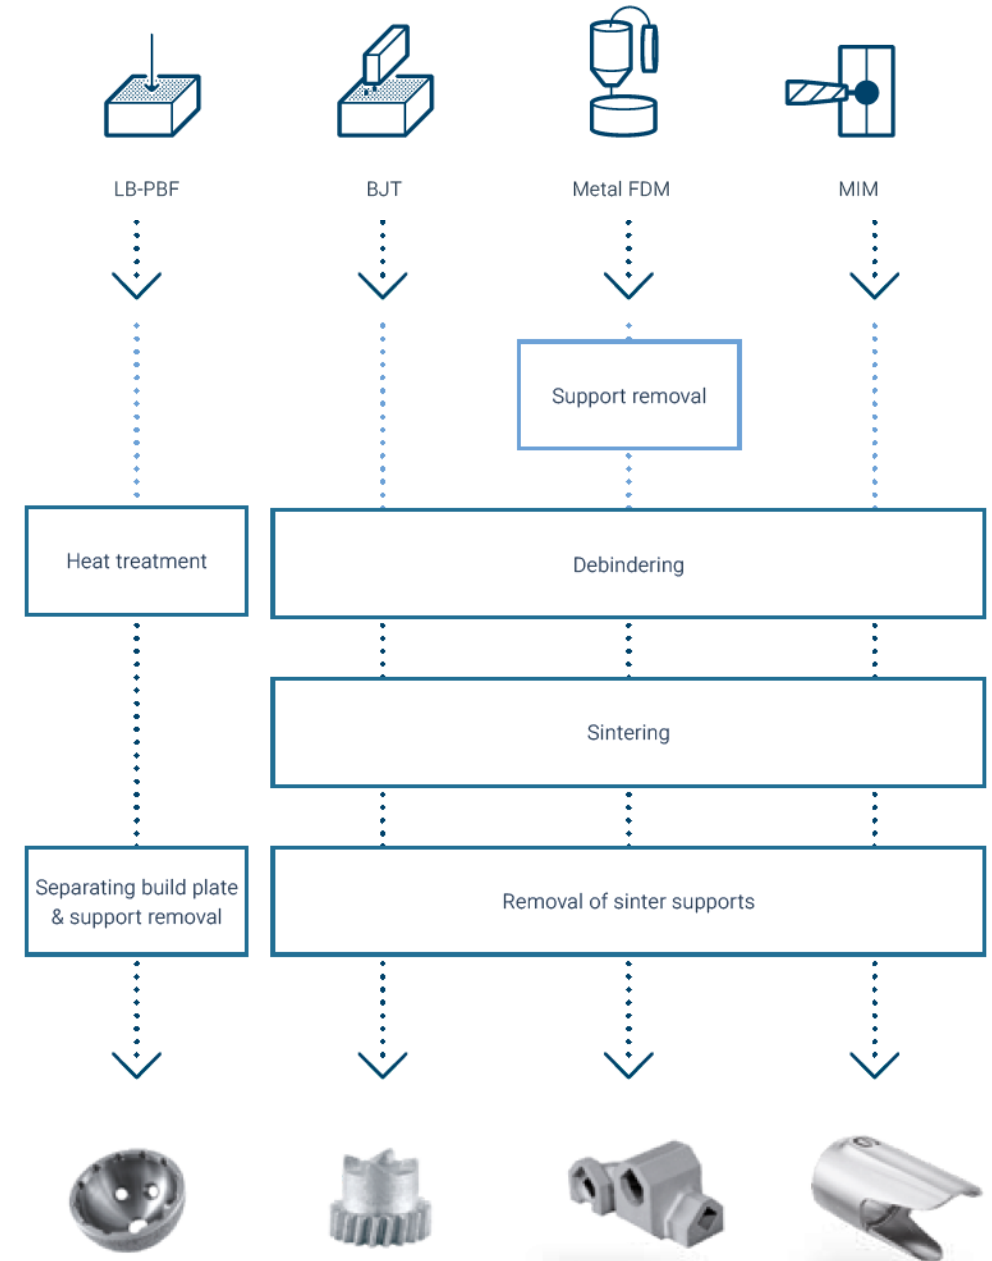 LB-PBF
BJT
Metal FDM
MIM
Support removal
Heat treatment
Debindering
Sintering
Separating build plate
& support removal
Removal of sinter supports